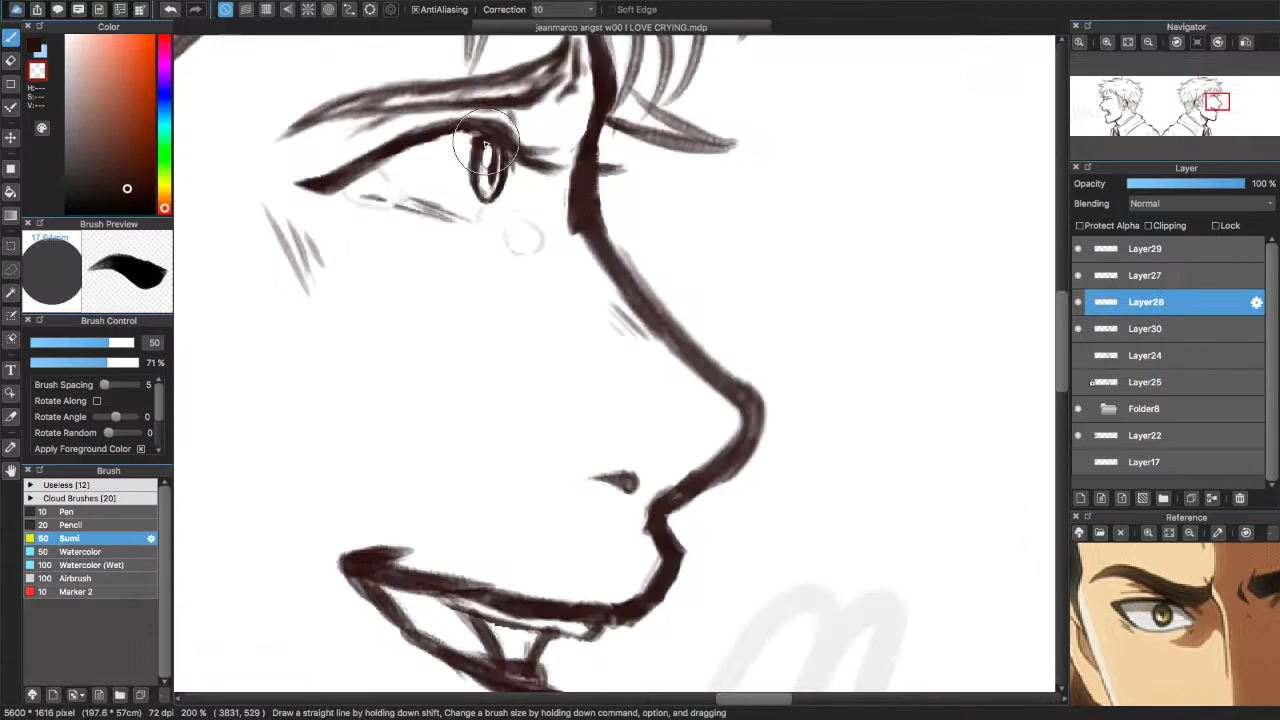 AntiAliasing Correction 10 Soft Edge
jeanmarco angst w00 I LOVE CRYING.mdp
Color
H:---
S:---
V:---
Brush Preview
17.64mm
Brush Control
50
71 %
Brush Spacing 5
Rotate Along
Rotate Angle 0
Rotate Random 0
Apply Foreground Color
Brush
Useless [12]
Cloud Brushes [20]
10 Pen
20 Pencil
50 Sumi
50 Watercolor
100 Watercolor (Wet)
100 Airbrush
Marker 2
Navigator
Layer
Opacity 100 %
Blending Normal
Protect Alpha Clipping Lock
Layer29
Layer27
Layer28
Layer30
Layer24
Layer25
Folder8
Layer22
Layer17
Reference
5600 * 1616 pixel (197.6 * 57cm) 72 dpi 200 % ( 3831, 529 ) Draw a straight line by holding down shift, Change a brush size by holding down command, option, and dragging